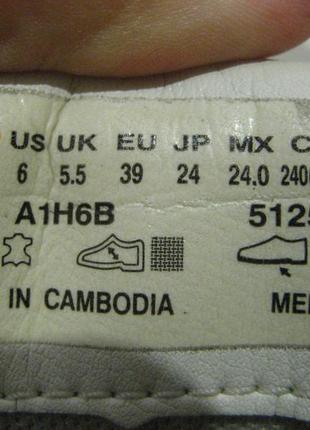 US UK EU JP MX
6 5.5 39 24 24.0
A1H6B
IN CAMBODIA